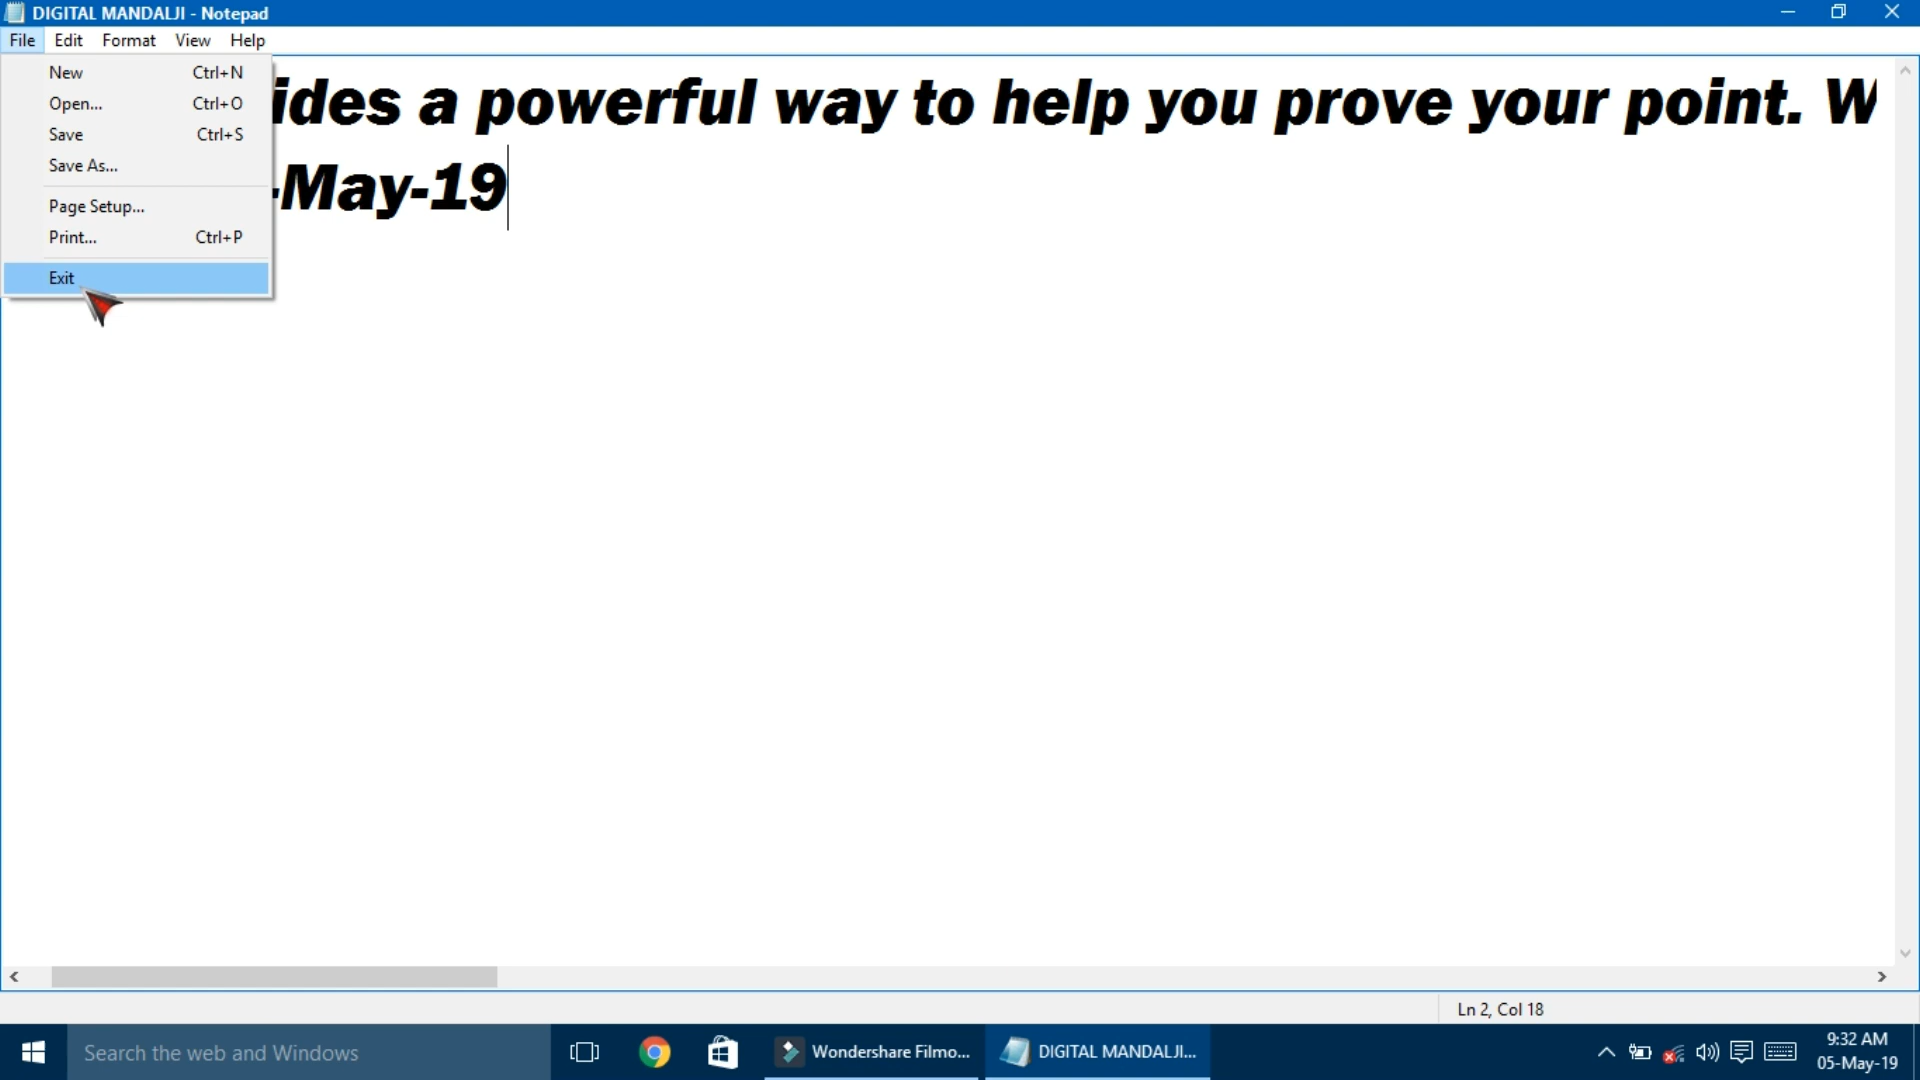 DIGITAL MANDALJI - Notepad
File Edit Format View Help
New Ctrl+N
Open... Ctrl+O
Save Ctrl+S
Save As...
Page Setup...
Print... Ctrl+P
Exit
ides a powerful way to help you prove your point. W
-May-19
Ln 2, Col 18
Search the web and Windows
Wondershare Filmo...
DIGITAL MANDALJI...
9:32 AM
05-May-19